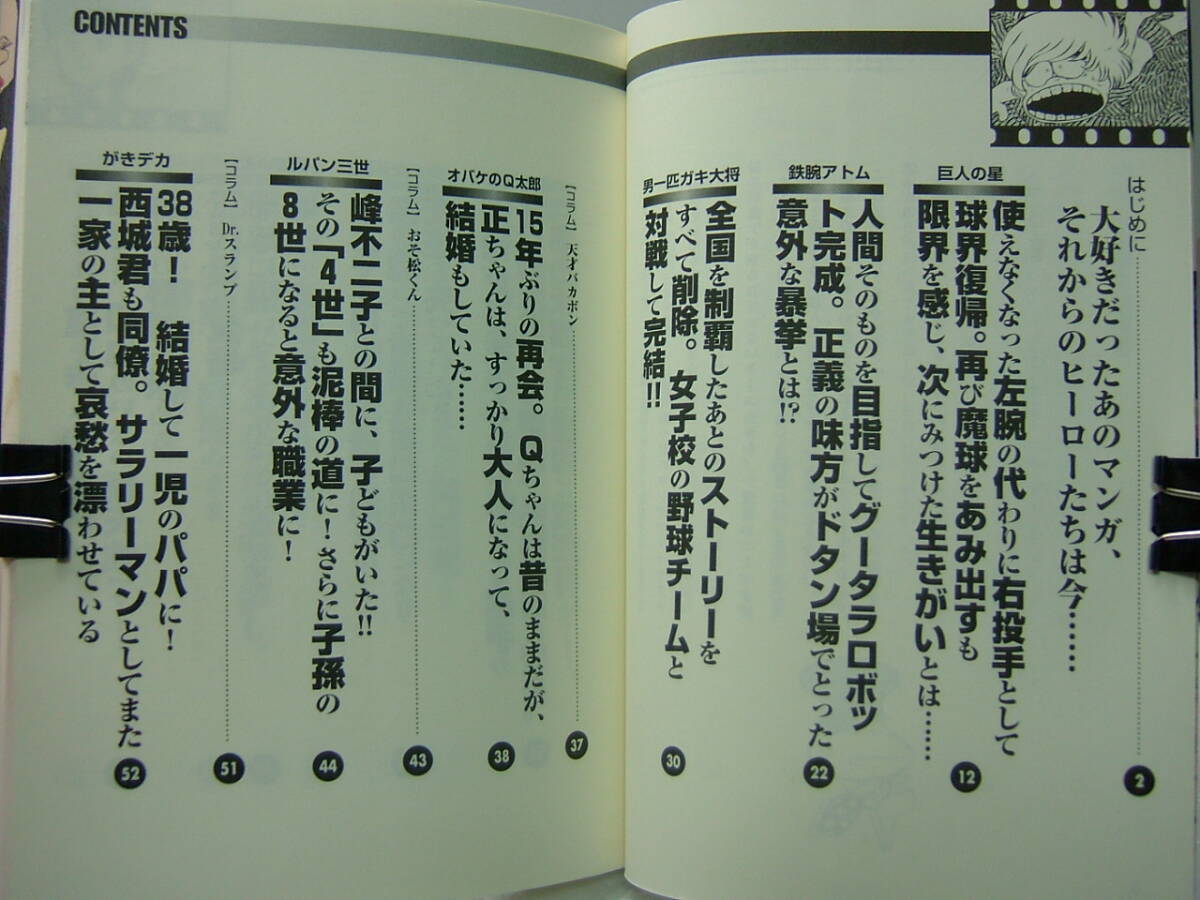 CONTENTS
はじめに
大好きだったあのマンガ、
それからのヒーローたちは今……
2
巨人の星
使えなくなった左腕の代わりに右投手として
球界復帰。再び魔球をあみ出すも
限界を感じ、次にみつけた生きがいとは……
12
鉄腕アトム
人間そのものを目指してグータラロボッ
ト完成。正義の味方がドタン場でとった
意外な暴挙とは!?
22
男一匹ガキ大将
全国を制覇したあとのストーリーを
すべて削除。女子校の野球チームと
対戦して完結!!
30
【コラム】天才バカボン
37
オバケのQ太郎
15年ぶりの再会。Qちゃんは昔のままだが、
正ちゃんは、すっかり大人になって、
結婚もしていた……
38
【コラム】おそ松くん
43
ルパン三世
峰不二子との間に、子どもがいた!!
その「4世」も泥棒の道に!さらに子孫の
8世になると意外な職業に!
44
【コラム】Dr.スランプ
51
がきデカ
38歳! 結婚して一児のパパに!
西城君も同僚。サラリーマンとしてまた
一家の主として哀愁を漂わせている
52